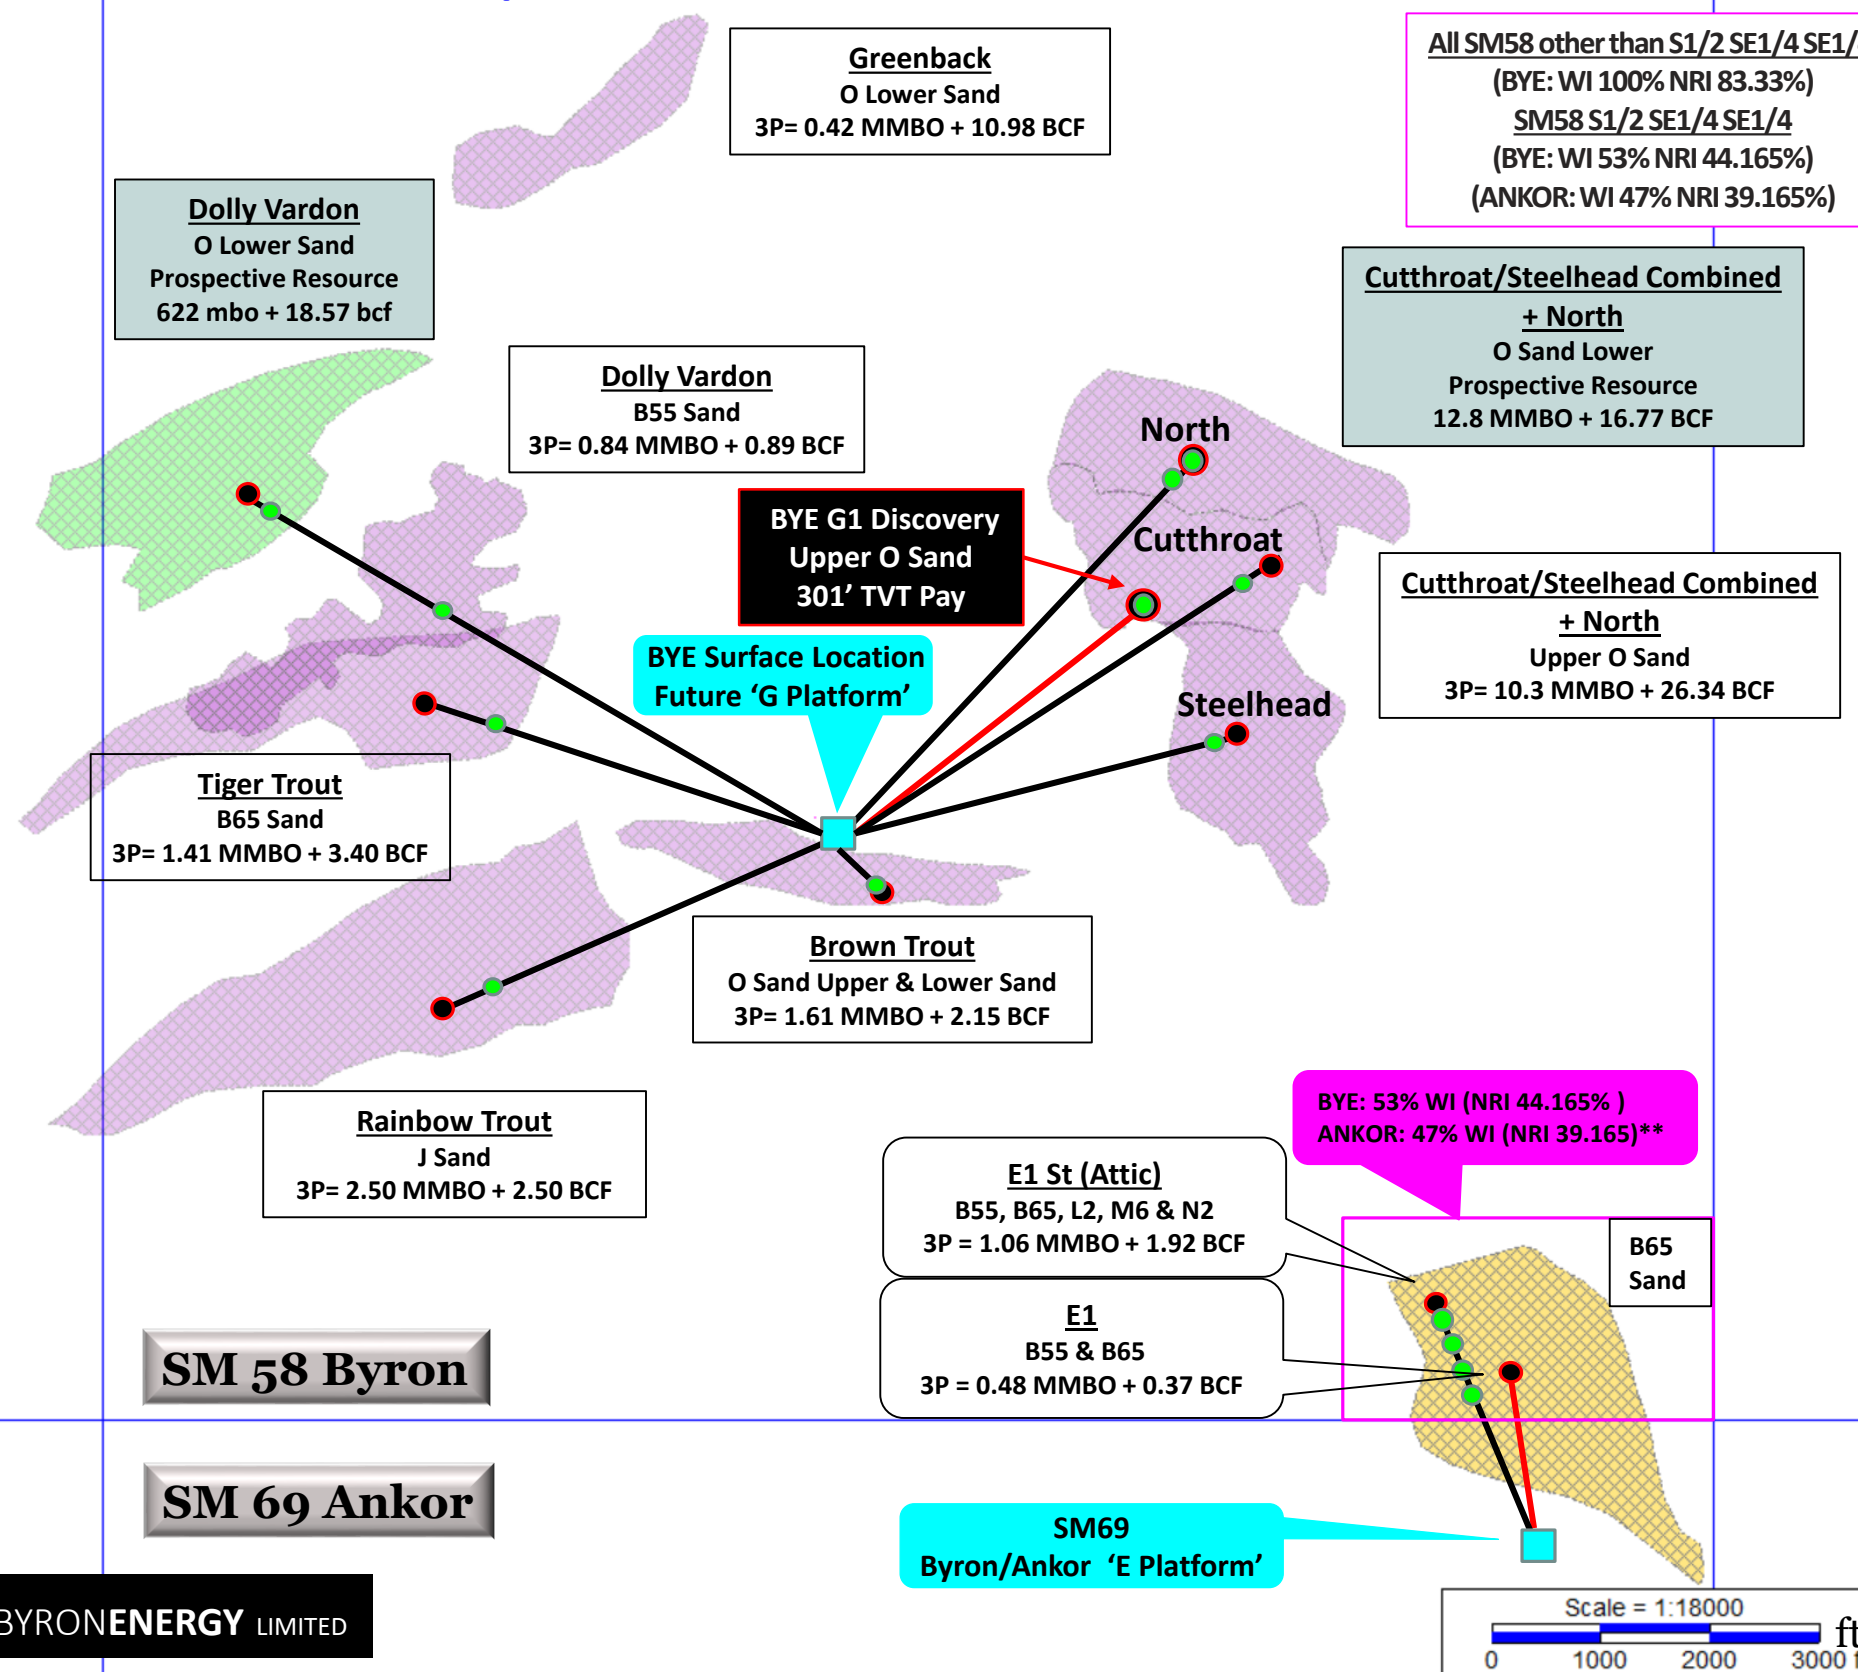 Greenback
O Lower Sand
3P= 0.42 MMBO + 10.98 BCF
All SM58 other than S1/2 SE1/4 SE1/
(BYE: WI 100% NRI 83.33%)
SM58 S1/2 SE1/4 SE1/4
(BYE: WI 53% NRI 44.165%)
(ANKOR: WI 47% NRI 39.165%)
Dolly Vardon
O Lower Sand
Prospective Resource
622 mbo + 18.57 bcf
Cutthroat/Steelhead Combined
+ North
O Sand Lower
Prospective Resource
12.8 MMBO + 16.77 BCF
Dolly Vardon
B55 Sand
3P= 0.84 MMBO + 0.89 BCF
North
BYE G1 Discovery
Upper O Sand
301’ TVT Pay
Cutthroat
Cutthroat/Steelhead Combined
+ North
Upper O Sand
3P= 10.3 MMBO + 26.34 BCF
BYE Surface Location
Future ‘G Platform’
Steelhead
Tiger Trout
B65 Sand
3P= 1.41 MMBO + 3.40 BCF
Brown Trout
O Sand Upper & Lower Sand
3P= 1.61 MMBO + 2.15 BCF
Rainbow Trout
J Sand
3P= 2.50 MMBO + 2.50 BCF
BYE: 53% WI (NRI 44.165% )
ANKOR: 47% WI (NRI 39.165)**
E1 St (Attic)
B55, B65, L2, M6 & N2
3P = 1.06 MMBO + 1.92 BCF
B65
Sand
E1
B55 & B65
3P = 0.48 MMBO + 0.37 BCF
SM 58 Byron
SM 69 Ankor
SM69
Byron/Ankor ‘E Platform’
BYRONENERGY LIMITED
Scale = 1:18000
ft
0 1000 2000 3000 f